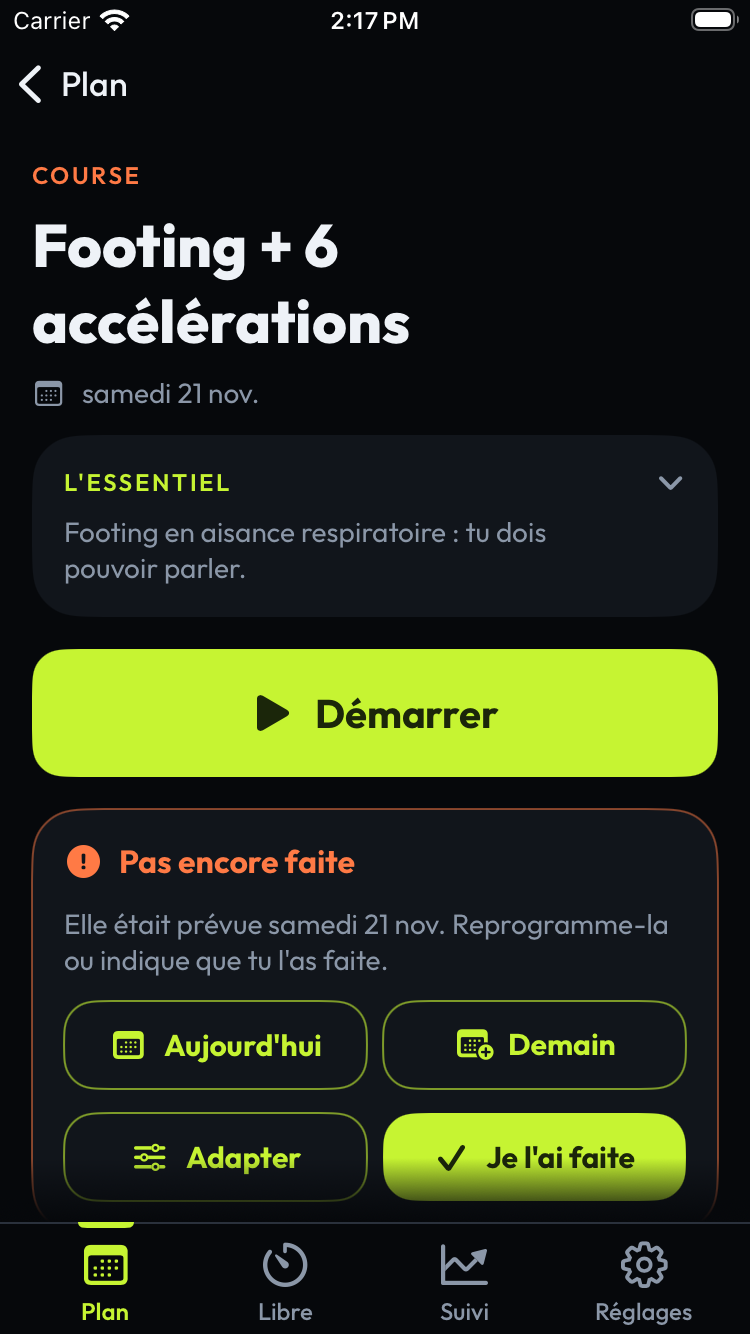 Carrier 2:17 PM
Plan
COURSE
Footing + 6
accélérations
samedi 21 nov.
L'ESSENTIEL
Footing en aisance respiratoire : tu dois
pouvoir parler.
Démarrer
Pas encore faite
Elle était prévue samedi 21 nov. Reprogramme-la
ou indique que tu l'as faite.
Aujourd'hui Demain
Adapter Je l'ai faite
Plan Libre Suivi Réglages